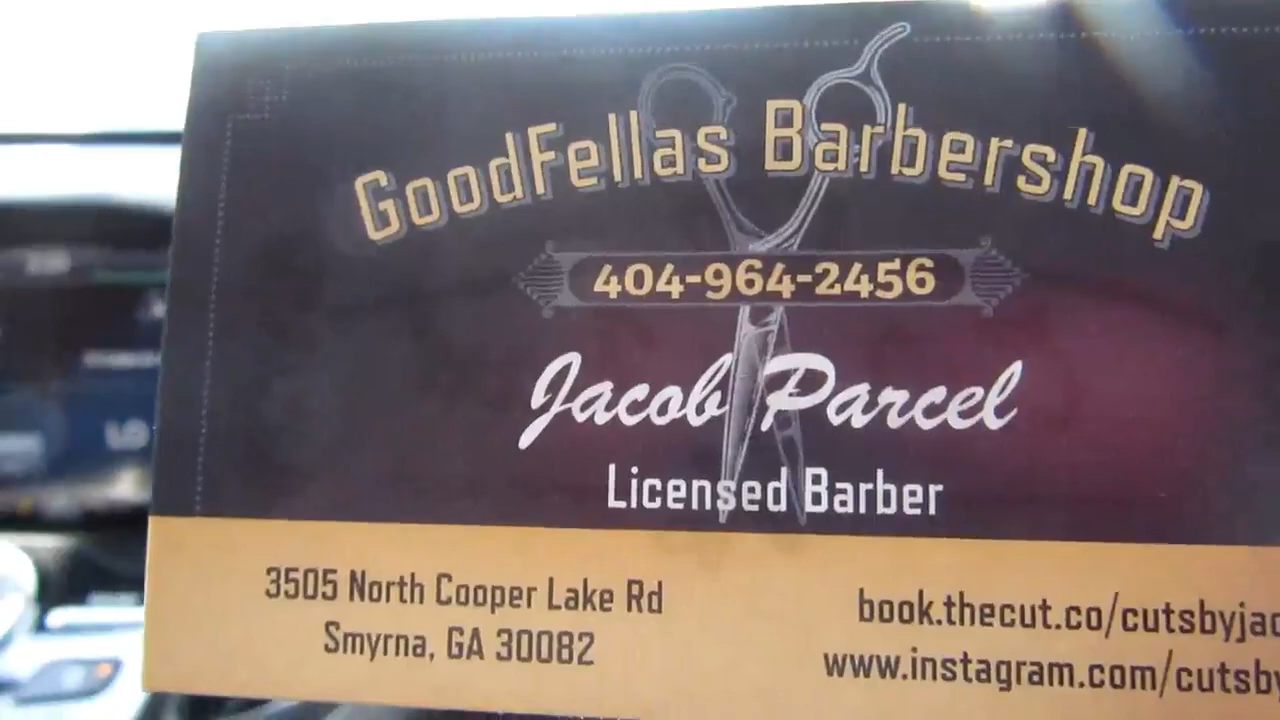 GoodFellas Barbershop
404-964-2456
Jacob Parcel
Licensed Barber
3505 North Cooper Lake Rd
Smyrna, GA 30082
book.thecut.co/cutsbyjac
www.instagram.com/cutsby